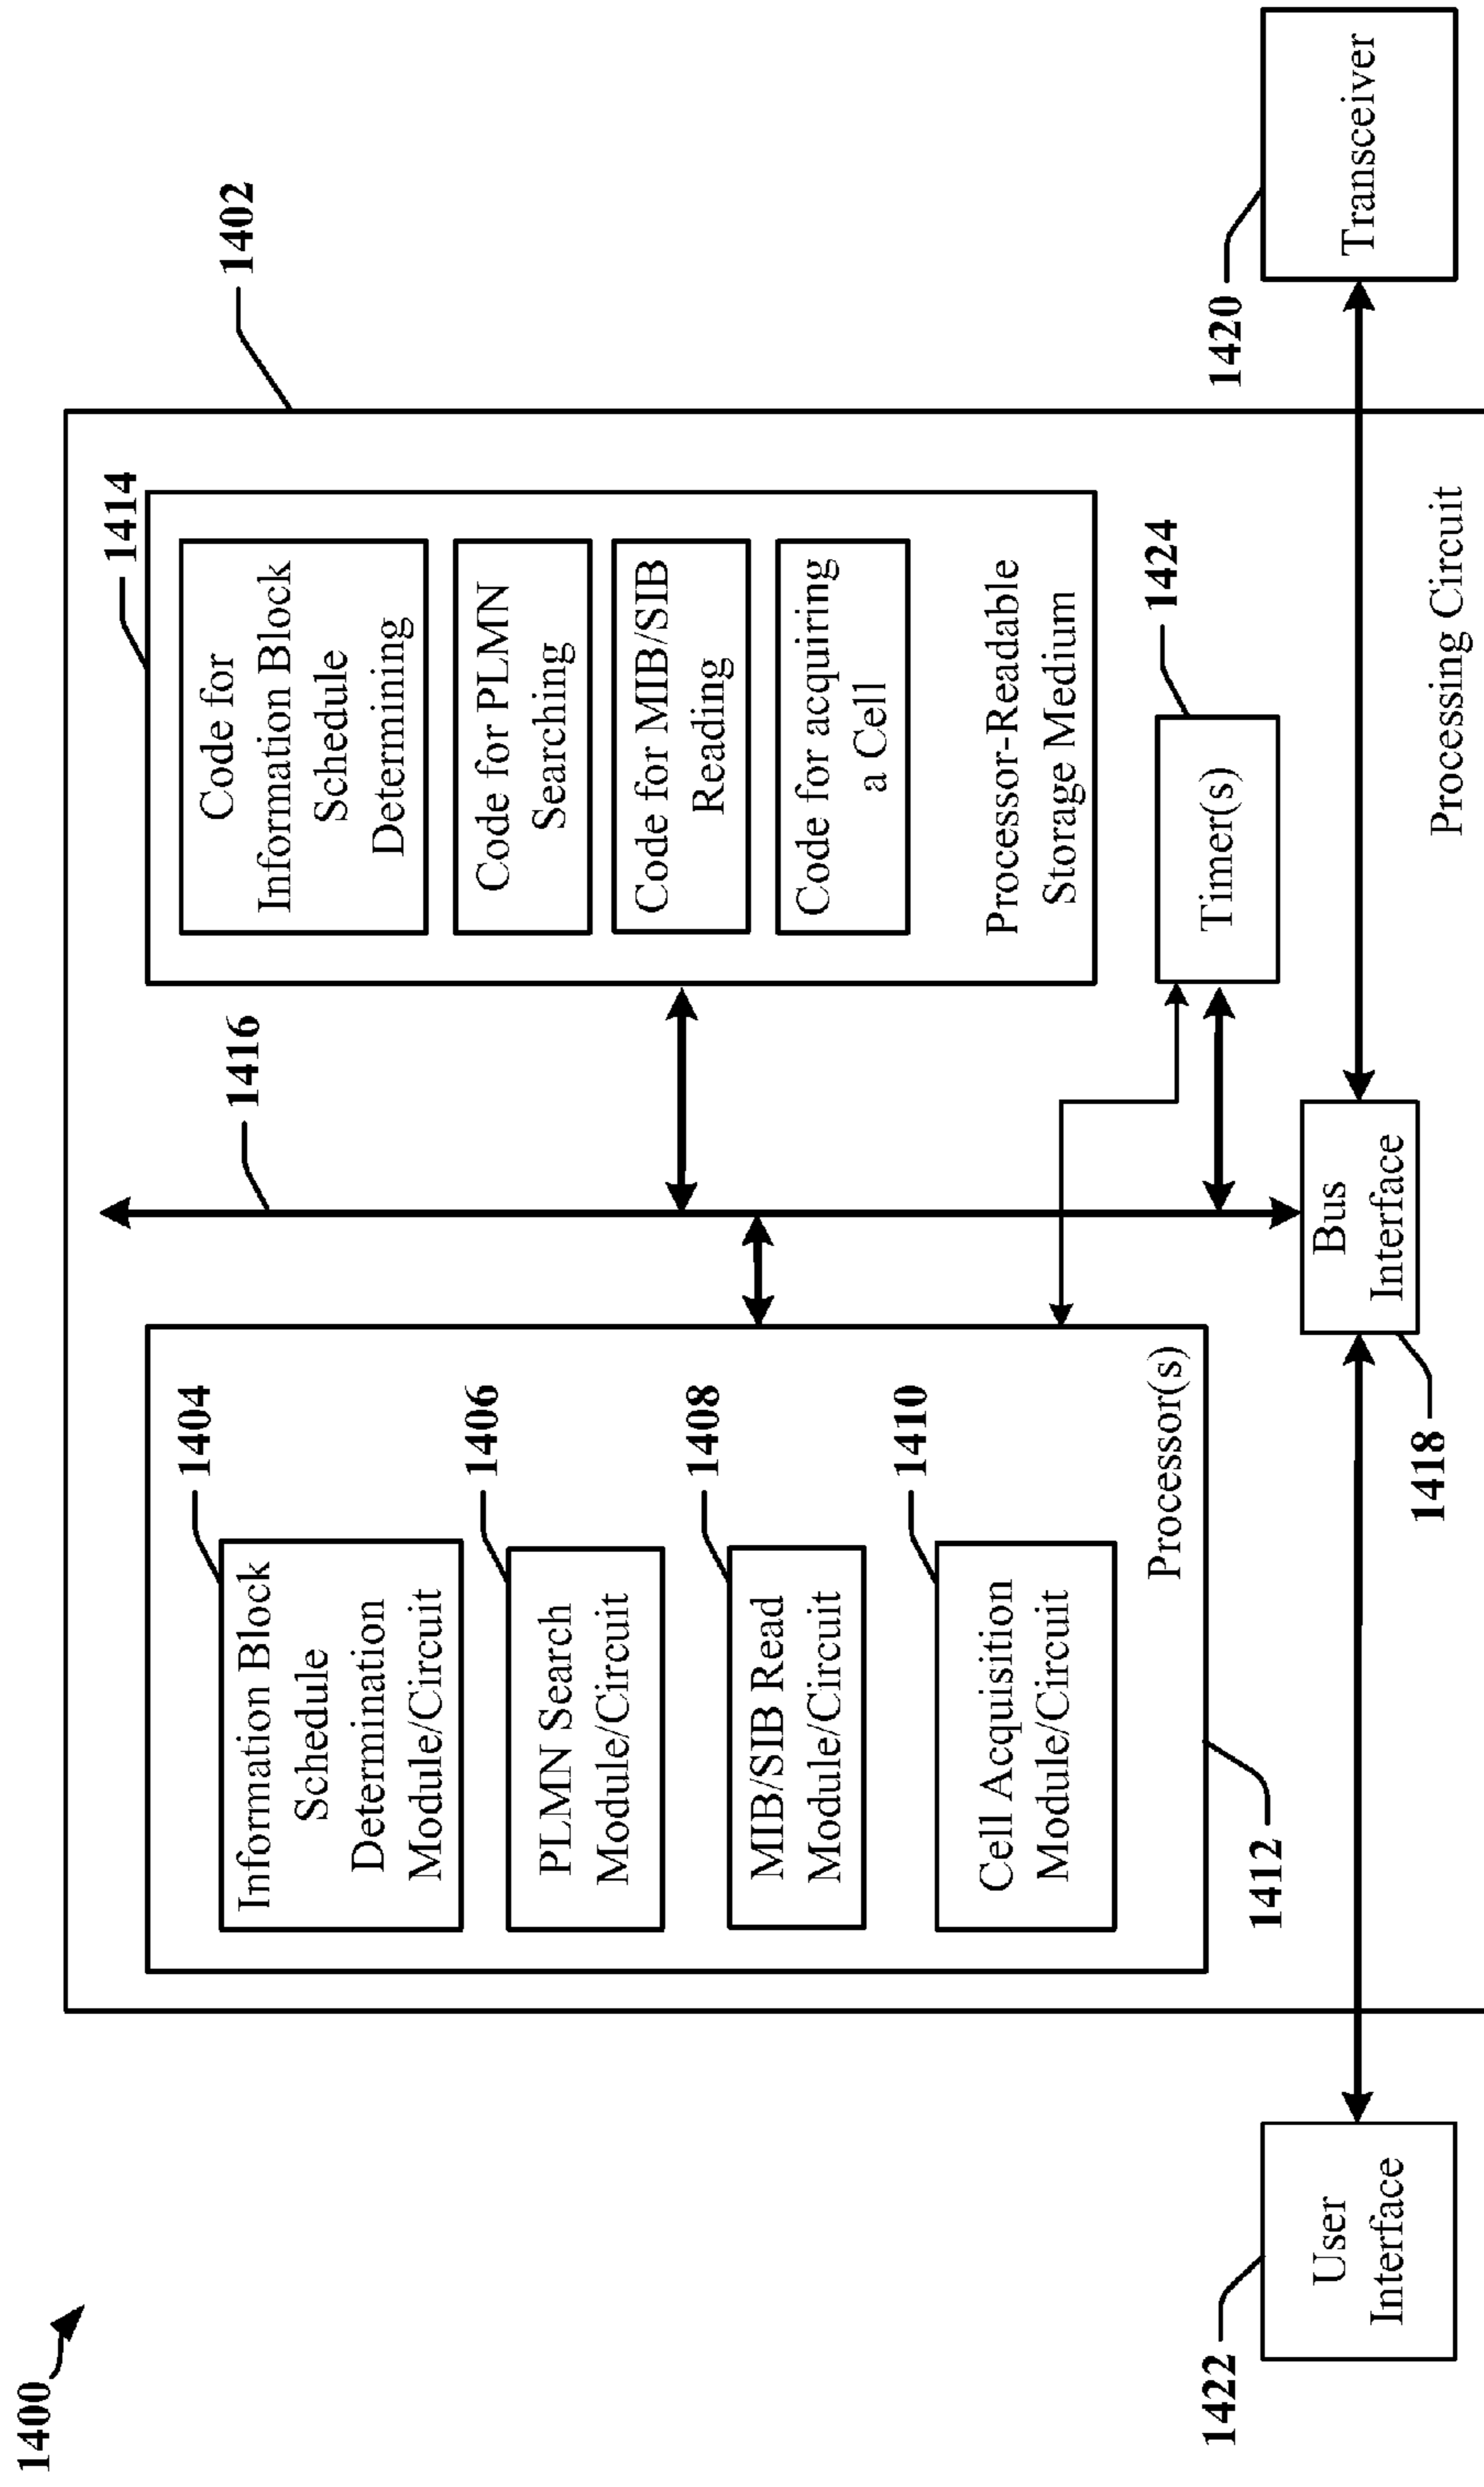 1400
1402
1404
Information Block
Schedule
Determination
Module/Circuit
1406
PLMN Search
Module/Circuit
1408
MIB/SIB Read
Module/Circuit
1410
Cell Acquisition
Module/Circuit
Processor(s)
1412
1416
1414
Code for
Information Block
Schedule
Determining
Code for PLMN
Searching
Code for MIB/SIB
Reading
Code for acquiring
a Cell
Processor-Readable
Storage Medium
1424
Timer(s)
1422
User
Interface
1418
Bus
Interface
1420
Transceiver
Processing Circuit